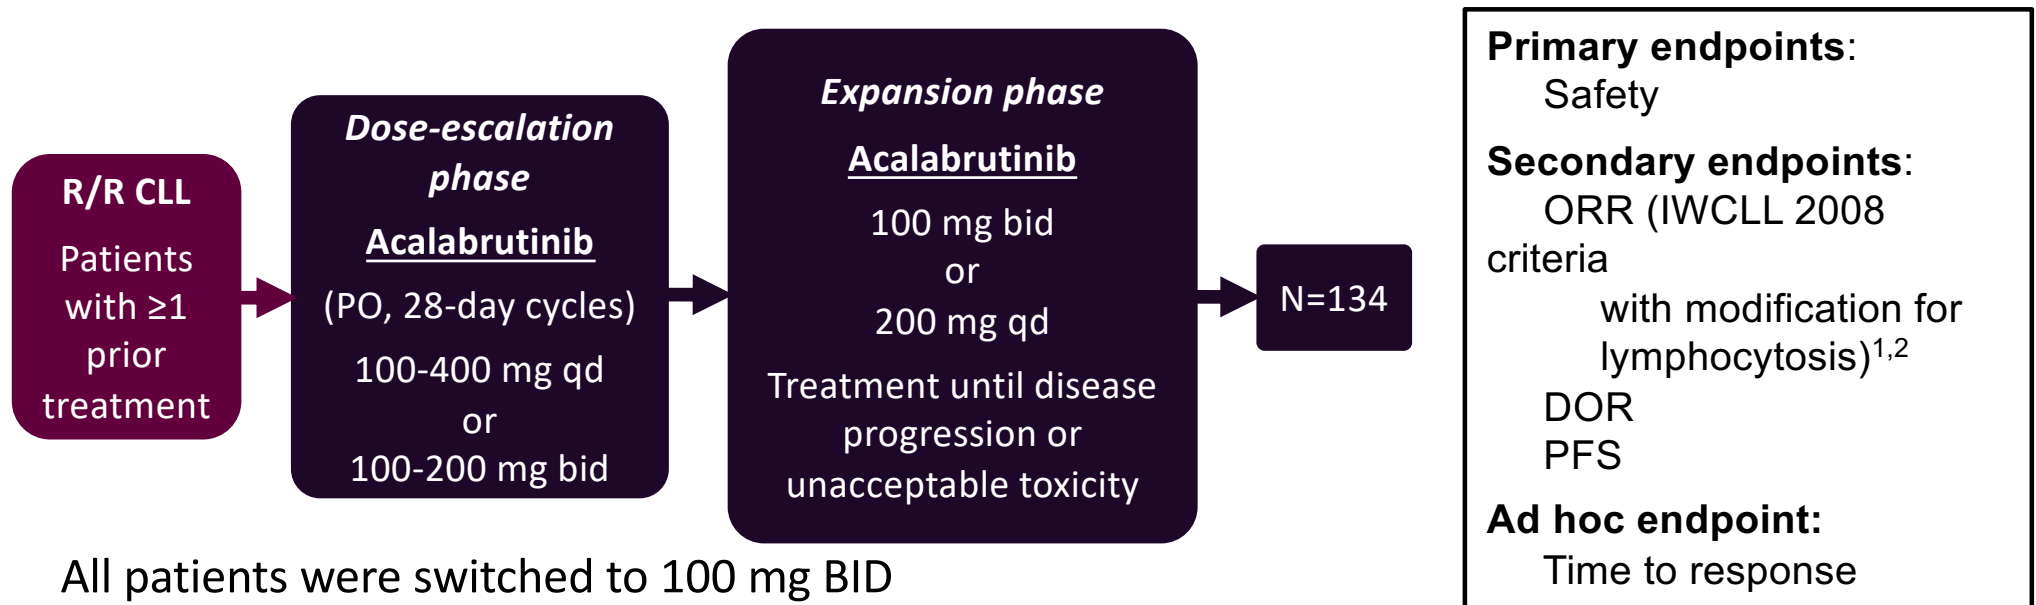 R/R CLL
Patients
with ≥1
prior
treatment
Dose-escalation
phase
Acalabrutinib
(PO, 28-day cycles)
100-400 mg qd
or
100-200 mg bid
Expansion phase
Acalabrutinib
100 mg bid
or
200 mg qd
Treatment until disease
progression or
unacceptable toxicity
N=134
All patients were switched to 100 mg BID
Primary endpoints:
Safety
Secondary endpoints:
ORR (IWCLL 2008
criteria
with modification for
lymphocytosis)1,2
DOR
PFS
Ad hoc endpoint:
Time to response